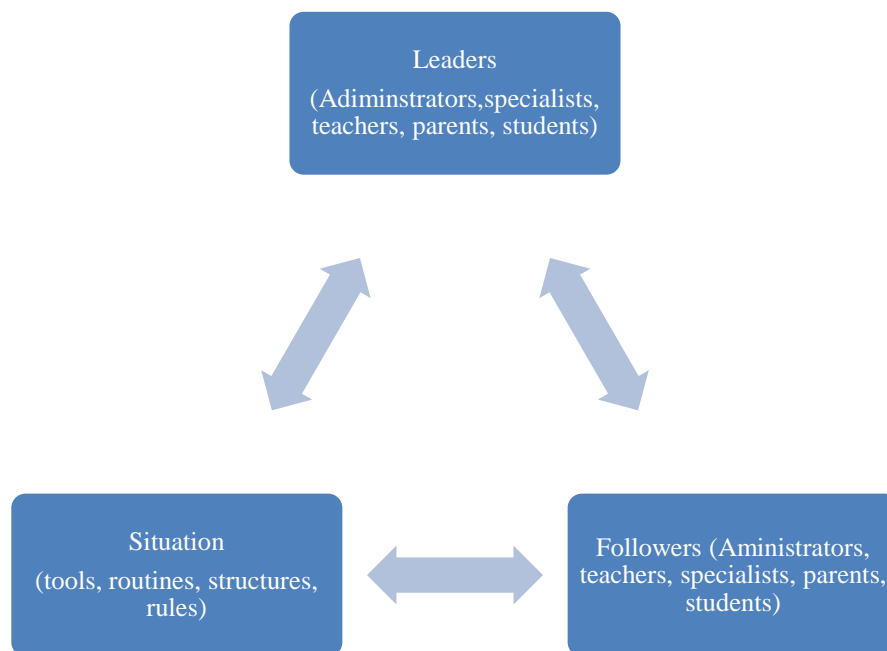 Leaders
(Adiminstrators,specialists,
teachers, parents, students)
Situation
(tools, routines, structures,
rules)
Followers (Aministrators,
teachers, specialists, parents,
students)